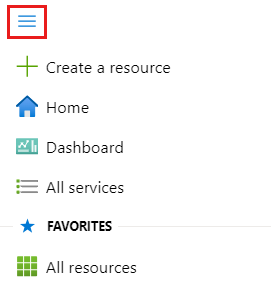 Create a resource
Home
Dashboard
All services
FAVORITES
All resources